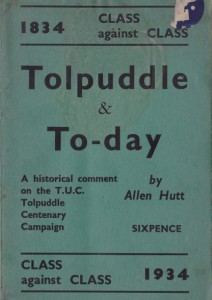 1834 CLASS against CLASS
Tolpuddle
&
To-day
A historical comment
on the T.U.C.
Tolpuddle
Centenary
Campaign
by
Allen Hutt
SIXPENCE
CLASS
against CLASS 1934